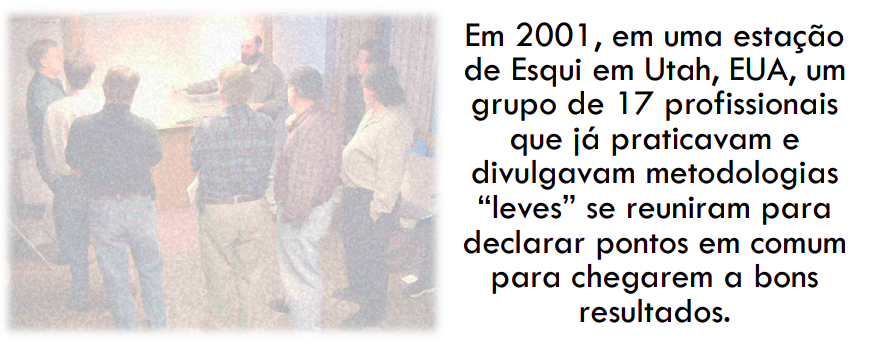 Em 2001, em uma estação
de Esqui em Utah, EUA, um
grupo de 17 profissionais
que já praticavam e
divulgavam metodologias
“leves” se reuniram para
declarar pontos em comum
para chegarem a bons
resultados.